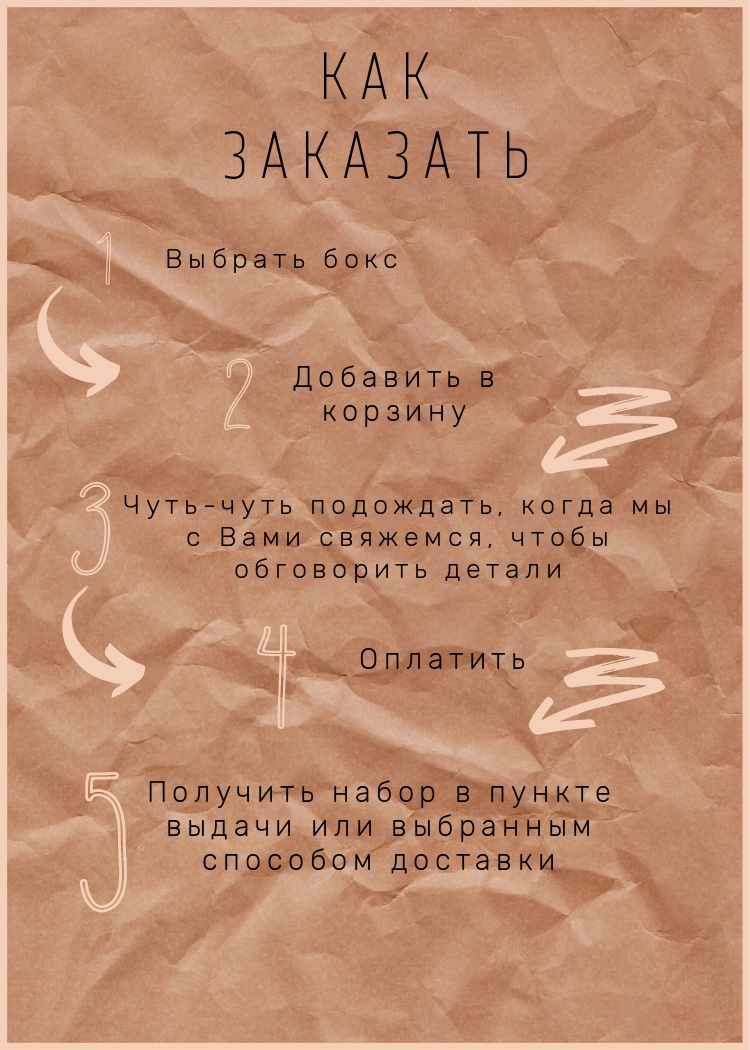 КАК
ЗАКАЗАТЬ
1 Выбрать бокс
2 Добавить в
корзину
3 Чуть-чуть подождать, когда мы
с Вами свяжемся, чтобы
обговорить детали
4 Оплатить
5 Получить набор в пункте
выдачи или выбранным
способом доставки